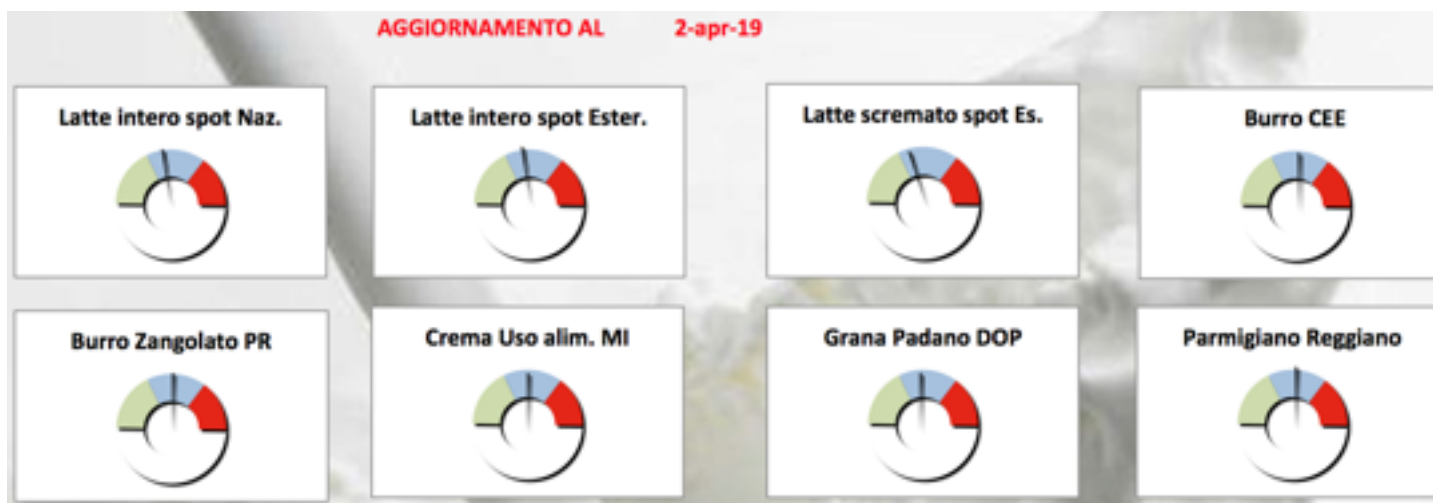 AGGIORNAMENTO AL 2-apr-19
Latte intero spot Naz.
Latte intero spot Ester.
Latte scremato spot Es.
Burro CEE
Burro Zangolato PR
Crema Uso alim. MI
Grana Padano DOP
Parmigiano Reggiano